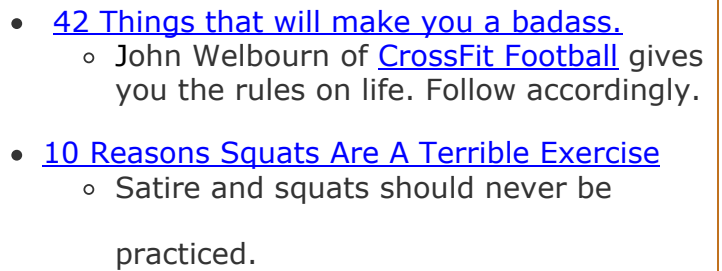 42 Things that will make you a badass.
John Welbourn of CrossFit Football gives
you the rules on life. Follow accordingly.
10 Reasons Squats Are A Terrible Exercise
Satire and squats should never be
practiced.